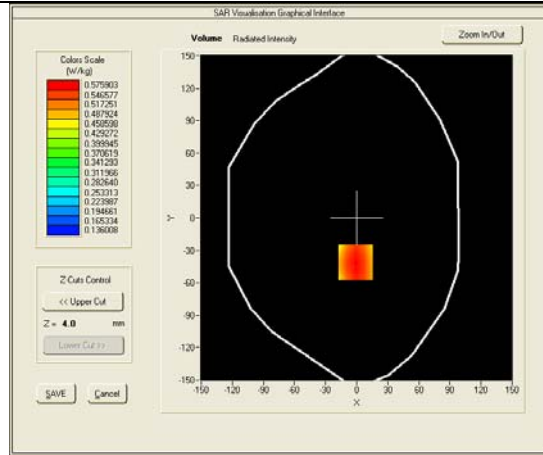 SAR Visualisation Graphical Interface
Volume Radiated Intensity
Zoom In/Out
Colors Scale
(W/kg)
0.575903
0.546577
0.517251
0.487924
0.458598
0.429272
0.399945
0.370619
0.341293
0.311966
0.282640
0.253313
0.223987
0.194661
0.165334
0.136008
Z-Cuts Control
<< Upper Cut
Z = 4.0 mm
Lower Cut >>
SAVE Cancel
150
120
90
60
30
0
-30
-60
-90
-120
-150
Y
-150 -120 -90 -60 -30 0 30 60 90 120 150
X